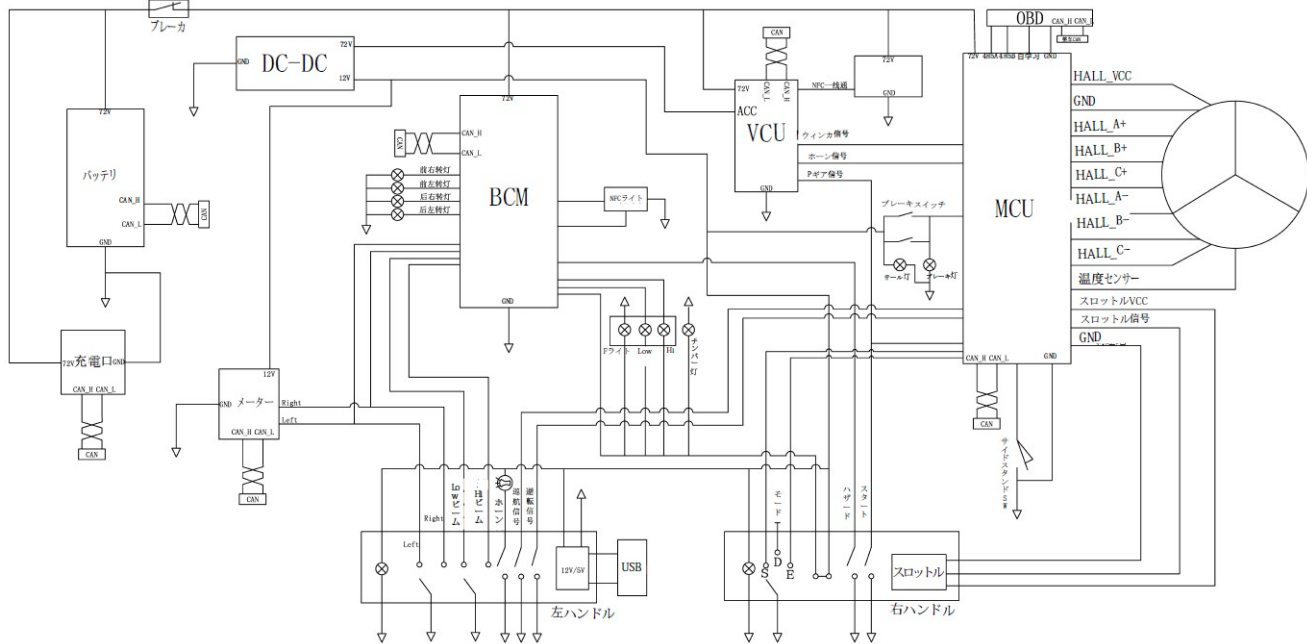 ブレーカ
DC-DC
72V
12V
GND
72V
バッテリ
CAN_H
CAN_L
GND
CAN
72V
充電口
GND
CAN_H CAN_L
CAN
12V
メーター
GND
CAN_H CAN_L
CAN
Right
Left
72V
BCM
CAN_H
CAN_L
CAN
前右转灯
前左转灯
后右转灯
后左转灯
NFCライト
GND
CAN
72V
CAN_L
CAN_H
ACC
VCU
GND
NFC一线通
ウィンカ信号
ホーン信号
Pギア信号
72V
GND
OBD
CAN_H CAN_L
72V
485A
485B
自学习
GND
MCU
CAN_H CAN_L
GND
CAN
HALL_VCC
GND
HALL_A+
HALL_B+
HALL_C+
HALL_A-
HALL_B-
HALL_C-
温度センサー
スロットルVCC
スロットル信号
GND
ブレーキスイッチ
ブレーキ灯
サイドスタンドSW
Fライト
Low
Hi
ナンバー灯
Left
Right
Lowビーム
Hiビーム
ホーン
巡航信号
逆転信号
12V/5V
USB
左ハンドル
モード
S
D
E
ハザード
スタート
スロットル
右ハンドル